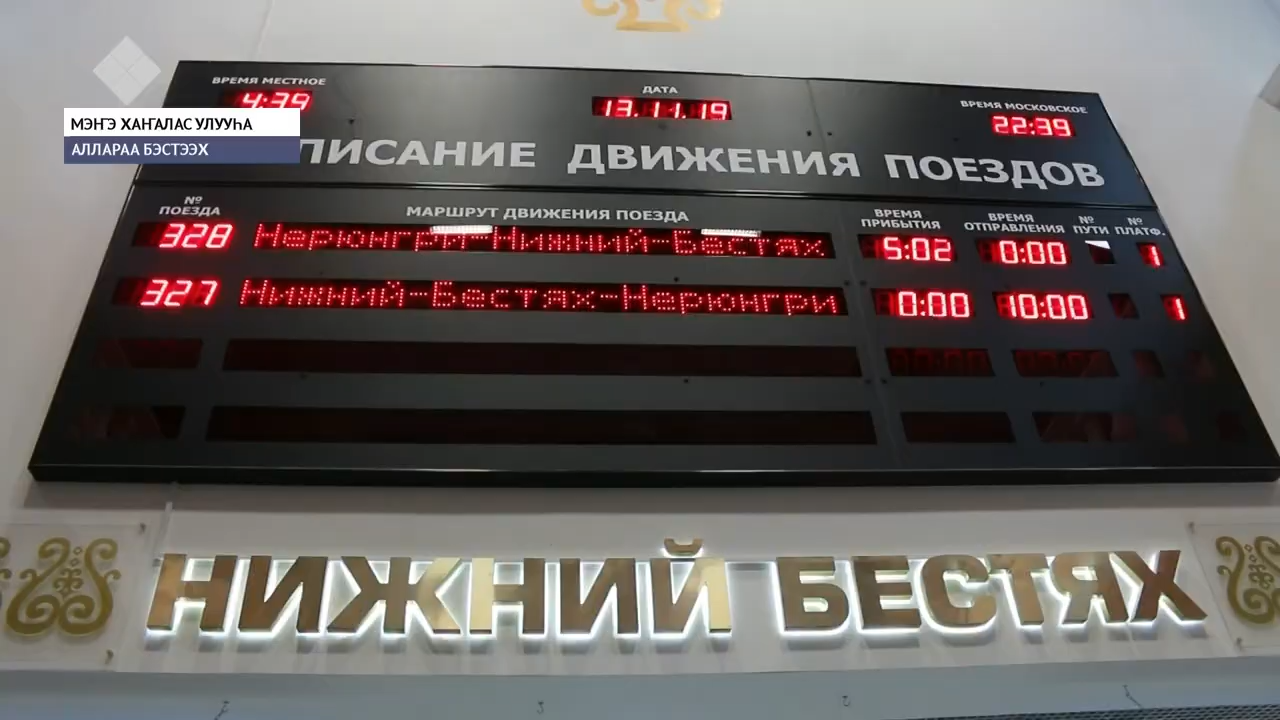 ВРЕМЯ МЕСТНОЕ ДАТА ВРЕМЯ МОСКОВСКОЕ
4:39 13.11.19 22:39
МЭҤЭ ХАҤАЛАС УЛУУҺА
АЛЛАРАА БЭСТЭЭХ
ПИСАНИЕ ДВИЖЕНИЯ ПОЕЗДОВ
№ ПОЕЗДА МАРШРУТ ДВИЖЕНИЯ ПОЕЗДА ВРЕМЯ ПРИБЫТИЯ ВРЕМЯ ОТПРАВЛЕНИЯ № ПУТИ № ПЛАТФ.
328 Нерюнгри-Нижний-Бестях 5:02 0:00 1
327 Нижний-Бестях-Нерюнгри 0:00 10:00 1
НИЖНИЙ БЕСТЯХ